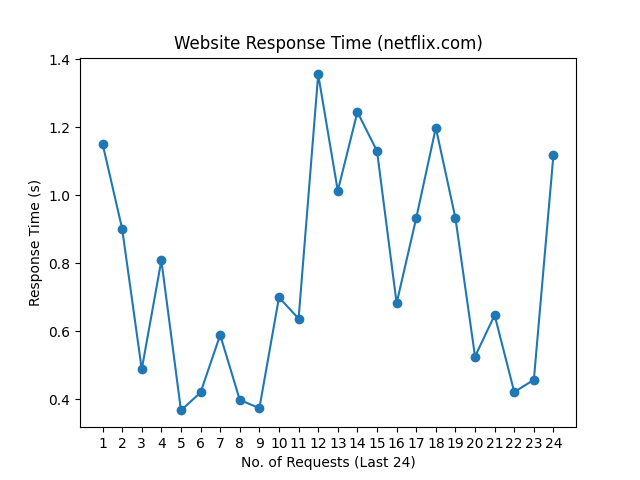 Website Response Time (netflix.com)
Response Time (s)
1.4
1.2
1.0
0.8
0.6
0.4
1 2 3 4 5 6 7 8 9 10 11 12 13 14 15 16 17 18 19 20 21 22 23 24
No. of Requests (Last 24)